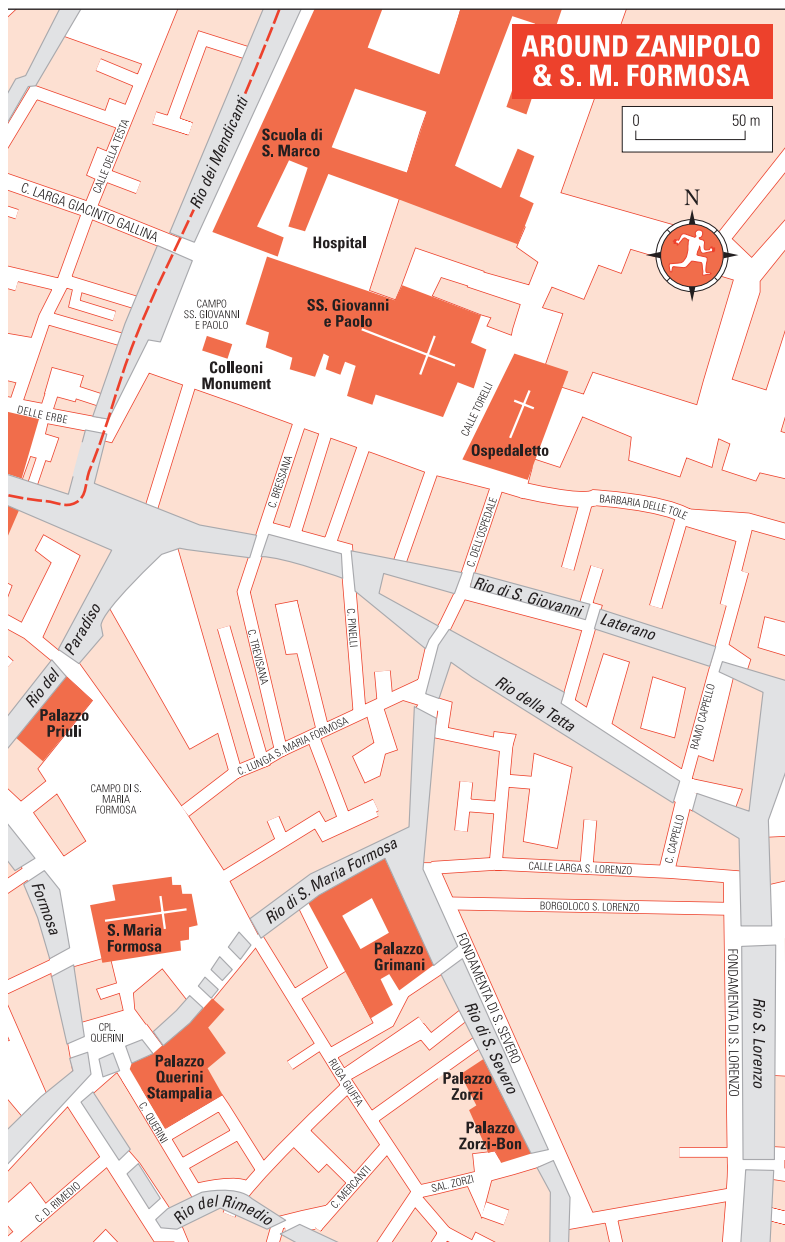 AROUND ZANIPOLO
& S. M. FORMOSA
0 50 m
N
Scuola di
S. Marco
Rio dei Mendicanti
CALLE DELLA TESTA
C. LARGA GIACINTO GALLINA
Hospital
CAMPO
SS. GIOVANNI
E PAOLO
SS. Giovanni
e Paolo
Colleoni
Monument
DELLE ERBE
CALLE TORELLI
Ospedaletto
C. BRESSANA
BARBARIA DELLE TOLE
C. DELL'OSPEDALE
Rio di S. Giovanni
Laterano
Rio del
Paradiso
C. PINELLI
C. TREVISANA
Rio della Tetta
RAMO CAPPELLO
Palazzo
Priuli
C. LUNGA S. MARIA FORMOSA
CAMPO DI S.
MARIA
FORMOSA
C. CAPPELLO
CALLE LARGA S. LORENZO
Rio di S. Maria Formosa
BORGOLOCO S. LORENZO
Formosa
S. Maria
Formosa
Palazzo
Grimani
FONDAMENTA DI S. SEVERO
FONDAMENTA DI S. LORENZO
Rio S. Lorenzo
Rio di S. Severo
CPL.
QUERINI
Palazzo
Querini
Stampalia
RUGA GIUFFA
Palazzo
Zorzi
Palazzo
Zorzi-Bon
C. QUERINI
C. MERCANTI
SAL. ZORZI
C. D. RIMEDIO
Rio del Rimedio